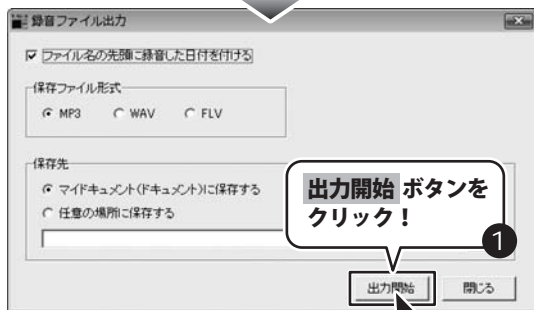 録音ファイル出力
ファイル名の先頭に録音した日付を付ける
保存ファイル形式
MP3 WAV FLV
保存先
マイドキュメント(ドキュメント)に保存する
任意の場所に保存する
出力開始 ボタンを
クリック！
1
出力開始 閉じる